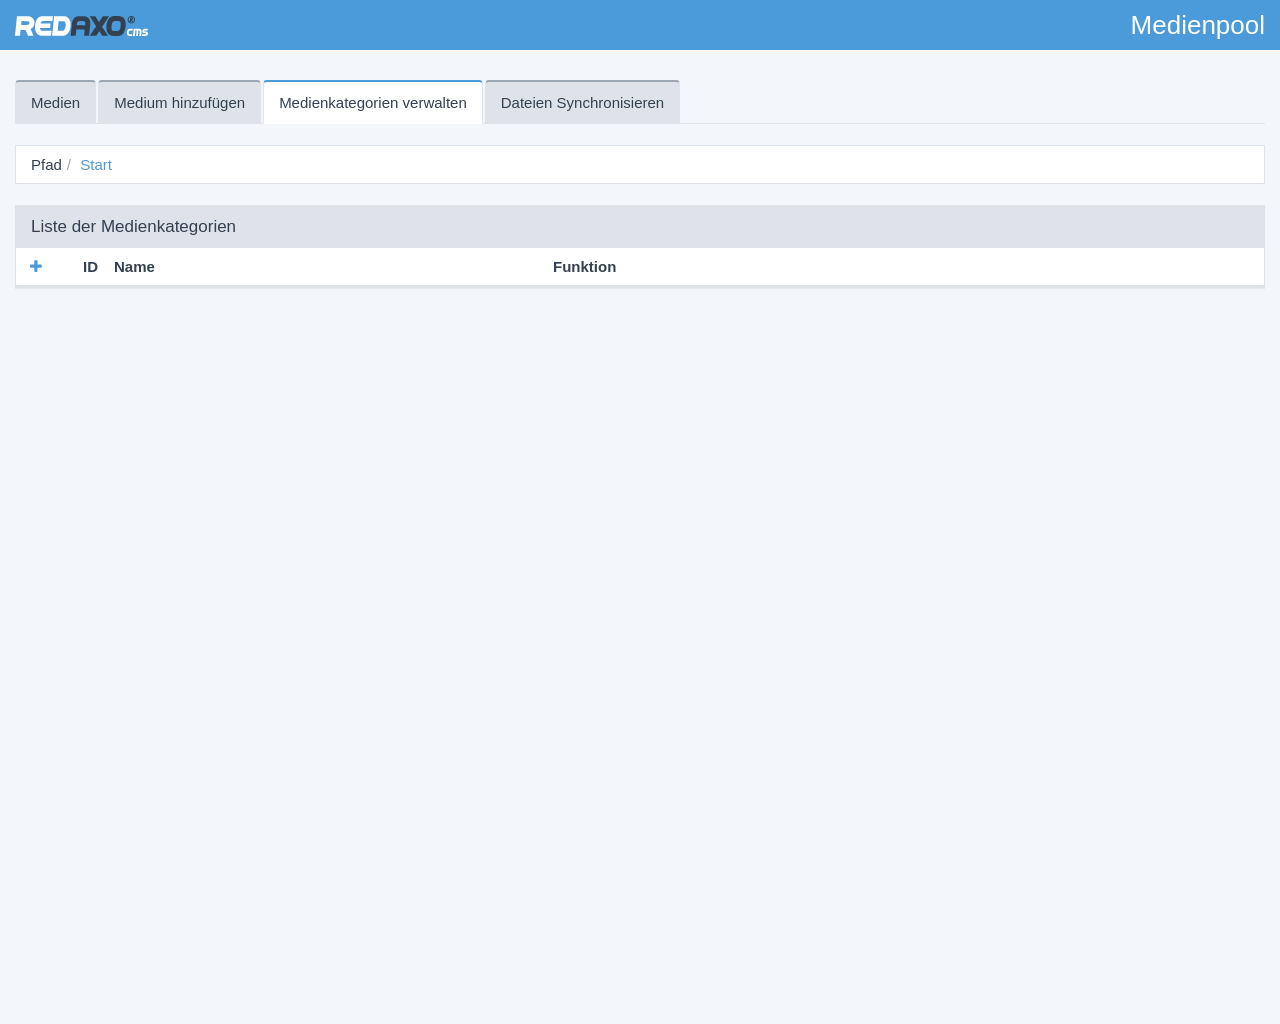 REDAXO® cms
Medienpool
Medien
Medium hinzufügen
Medienkategorien verwalten
Dateien Synchronisieren
Pfad / Start
Liste der Medienkategorien
ID Name Funktion